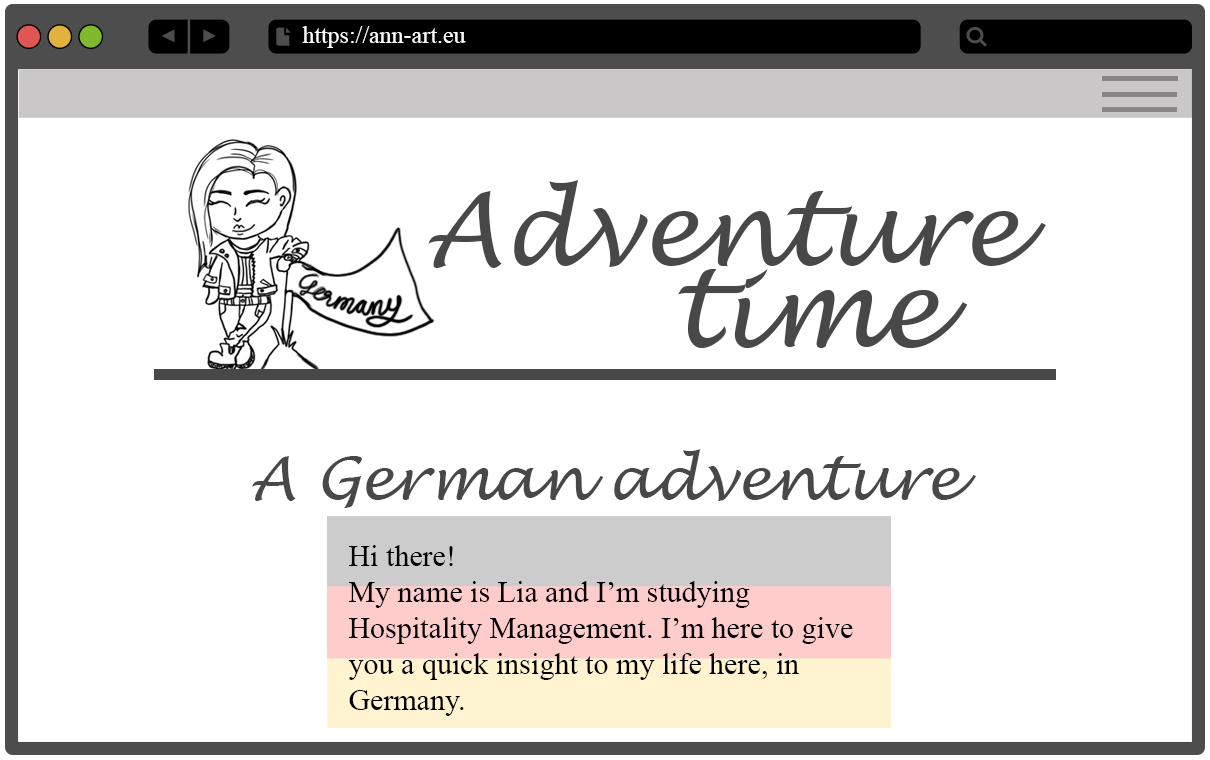 https://ann-art.eu
Adventure
time
Germany
A German adventure
Hi there!
My name is Lia and I’m studying
Hospitality Management. I’m here to give
you a quick insight to my life here, in
Germany.